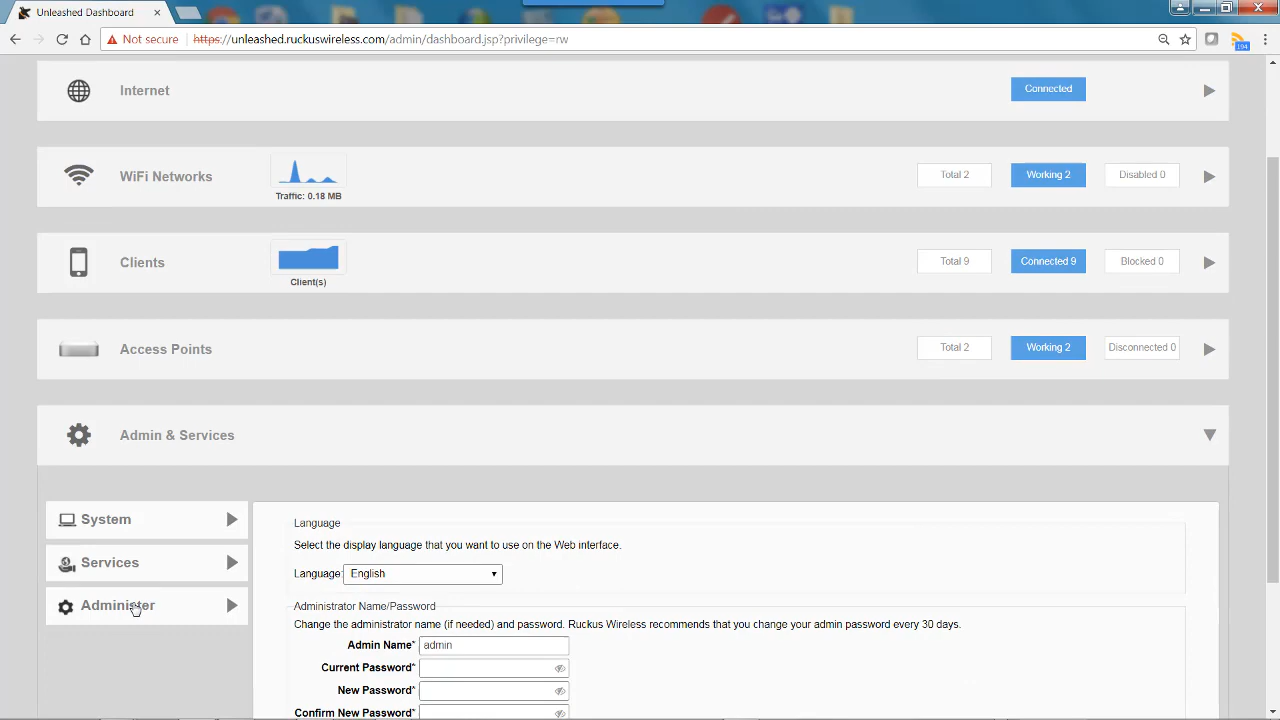 Unleashed Dashboard
Not secure
https://unleashed.ruckuswireless.com/admin/dashboard.jsp?privilege=rw
194
Internet
Connected
WiFi Networks
Traffic: 0.18 MB
Total 2
Working 2
Disabled 0
Clients
Client(s)
Total 9
Connected 9
Blocked 0
Access Points
Total 2
Working 2
Disconnected 0
Admin & Services
System
Services
Administer
Language
Select the display language that you want to use on the Web interface.
Language: English
Administrator Name/Password
Change the administrator name (if needed) and password. Ruckus Wireless recommends that you change your admin password every 30 days.
Admin Name* admin
Current Password*
New Password*
Confirm New Password*